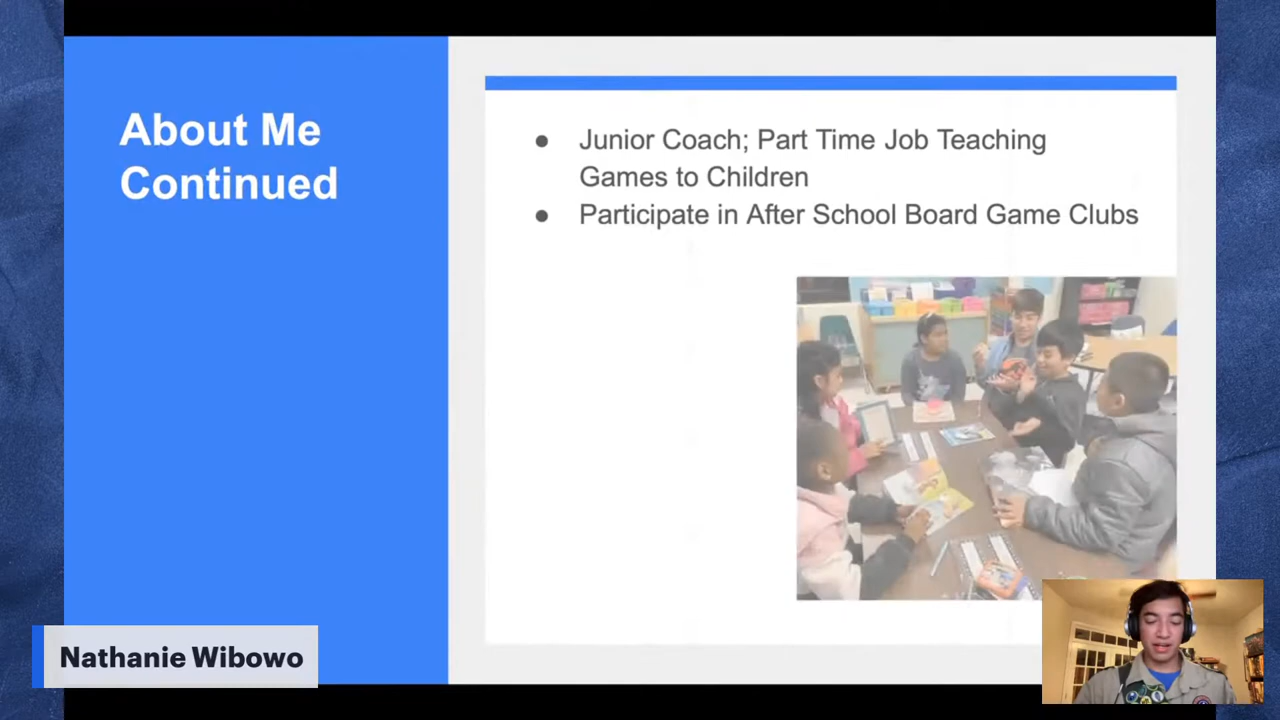 About Me
Continued
● Junior Coach; Part Time Job Teaching
Games to Children
● Participate in After School Board Game Clubs
Nathanie Wibowo